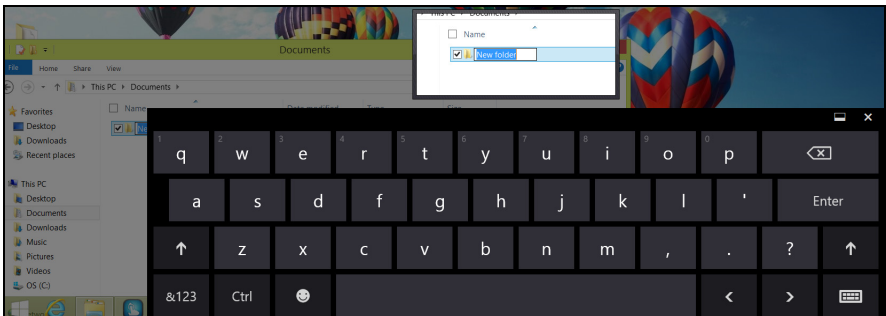 This PC ▸ Documents ▸
Name
New folder
Documents
File Home Share View
This PC ▸ Documents ▸
Favorites
Desktop
Downloads
Recent places
This PC
Desktop
Documents
Downloads
Music
Pictures
Videos
OS (C:)
Name Date modified Type Size
Ne
1 2 3 4 5 6 7 8 9 0
q w e r t y u i o p
a s d f g h j k l ' Enter
z x c v b n m , . ?
&123 Ctrl < >